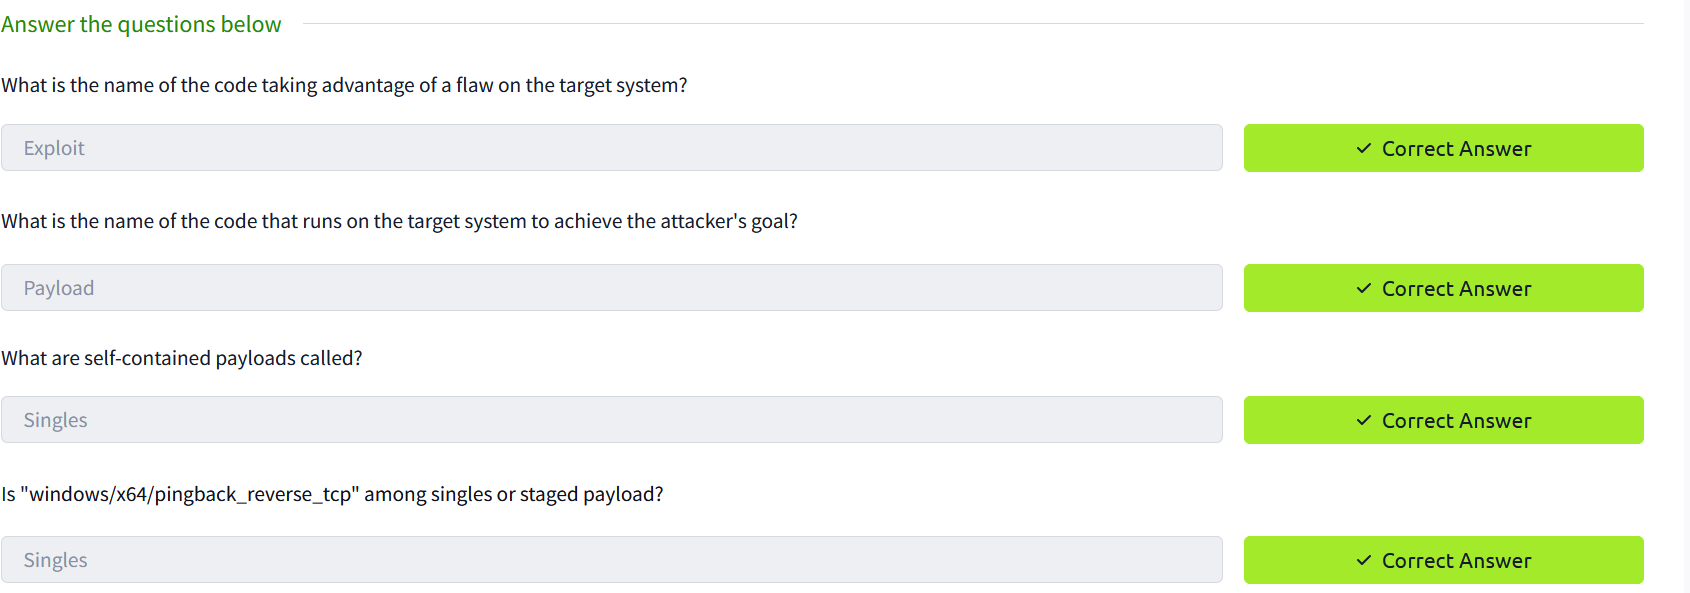 Answer the questions below
What is the name of the code taking advantage of a flaw on the target system?
Exploit
Correct Answer
What is the name of the code that runs on the target system to achieve the attacker's goal?
Payload
Correct Answer
What are self-contained payloads called?
Singles
Correct Answer
Is "windows/x64/pingback_reverse_tcp" among singles or staged payload?
Singles
Correct Answer